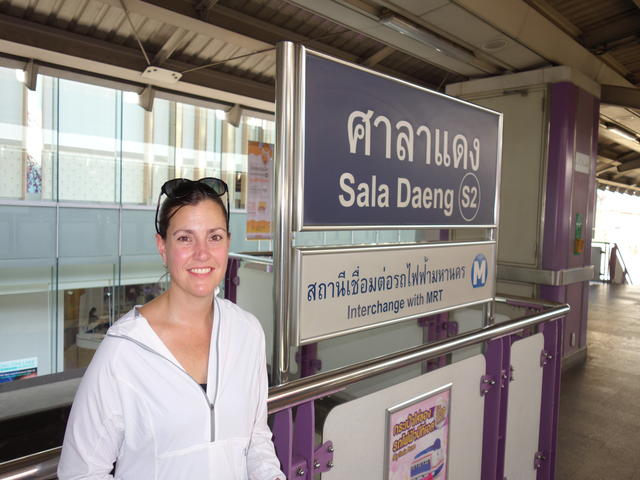 ศาลาแดง
Sala Daeng S2
สถานีเชื่อมต่อรถไฟฟ้ามหานคร M
Interchange with MRT